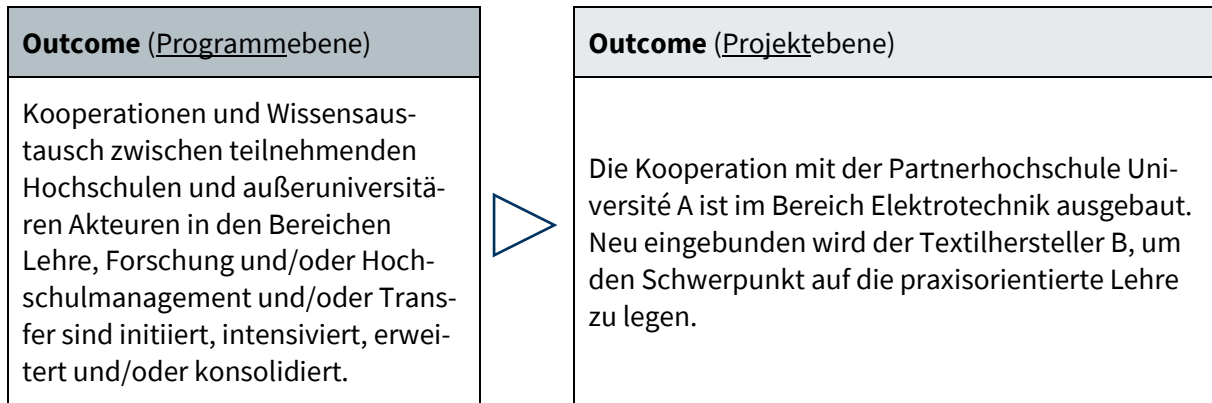 Outcome (Programmebene)
Kooperationen und Wissensaus-
tausch zwischen teilnehmenden
Hochschulen und außeruniversitä-
ren Akteuren in den Bereichen
Lehre, Forschung und/oder Hoch-
schulmanagement und/oder Trans-
fer sind initiiert, intensiviert, erwei-
tert und/oder konsolidiert.
Outcome (Projektebene)
Die Kooperation mit der Partnerhochschule Uni-
versité A ist im Bereich Elektrotechnik ausgebaut.
Neu eingebunden wird der Textilhersteller B, um
den Schwerpunkt auf die praxisorientierte Lehre
zu legen.